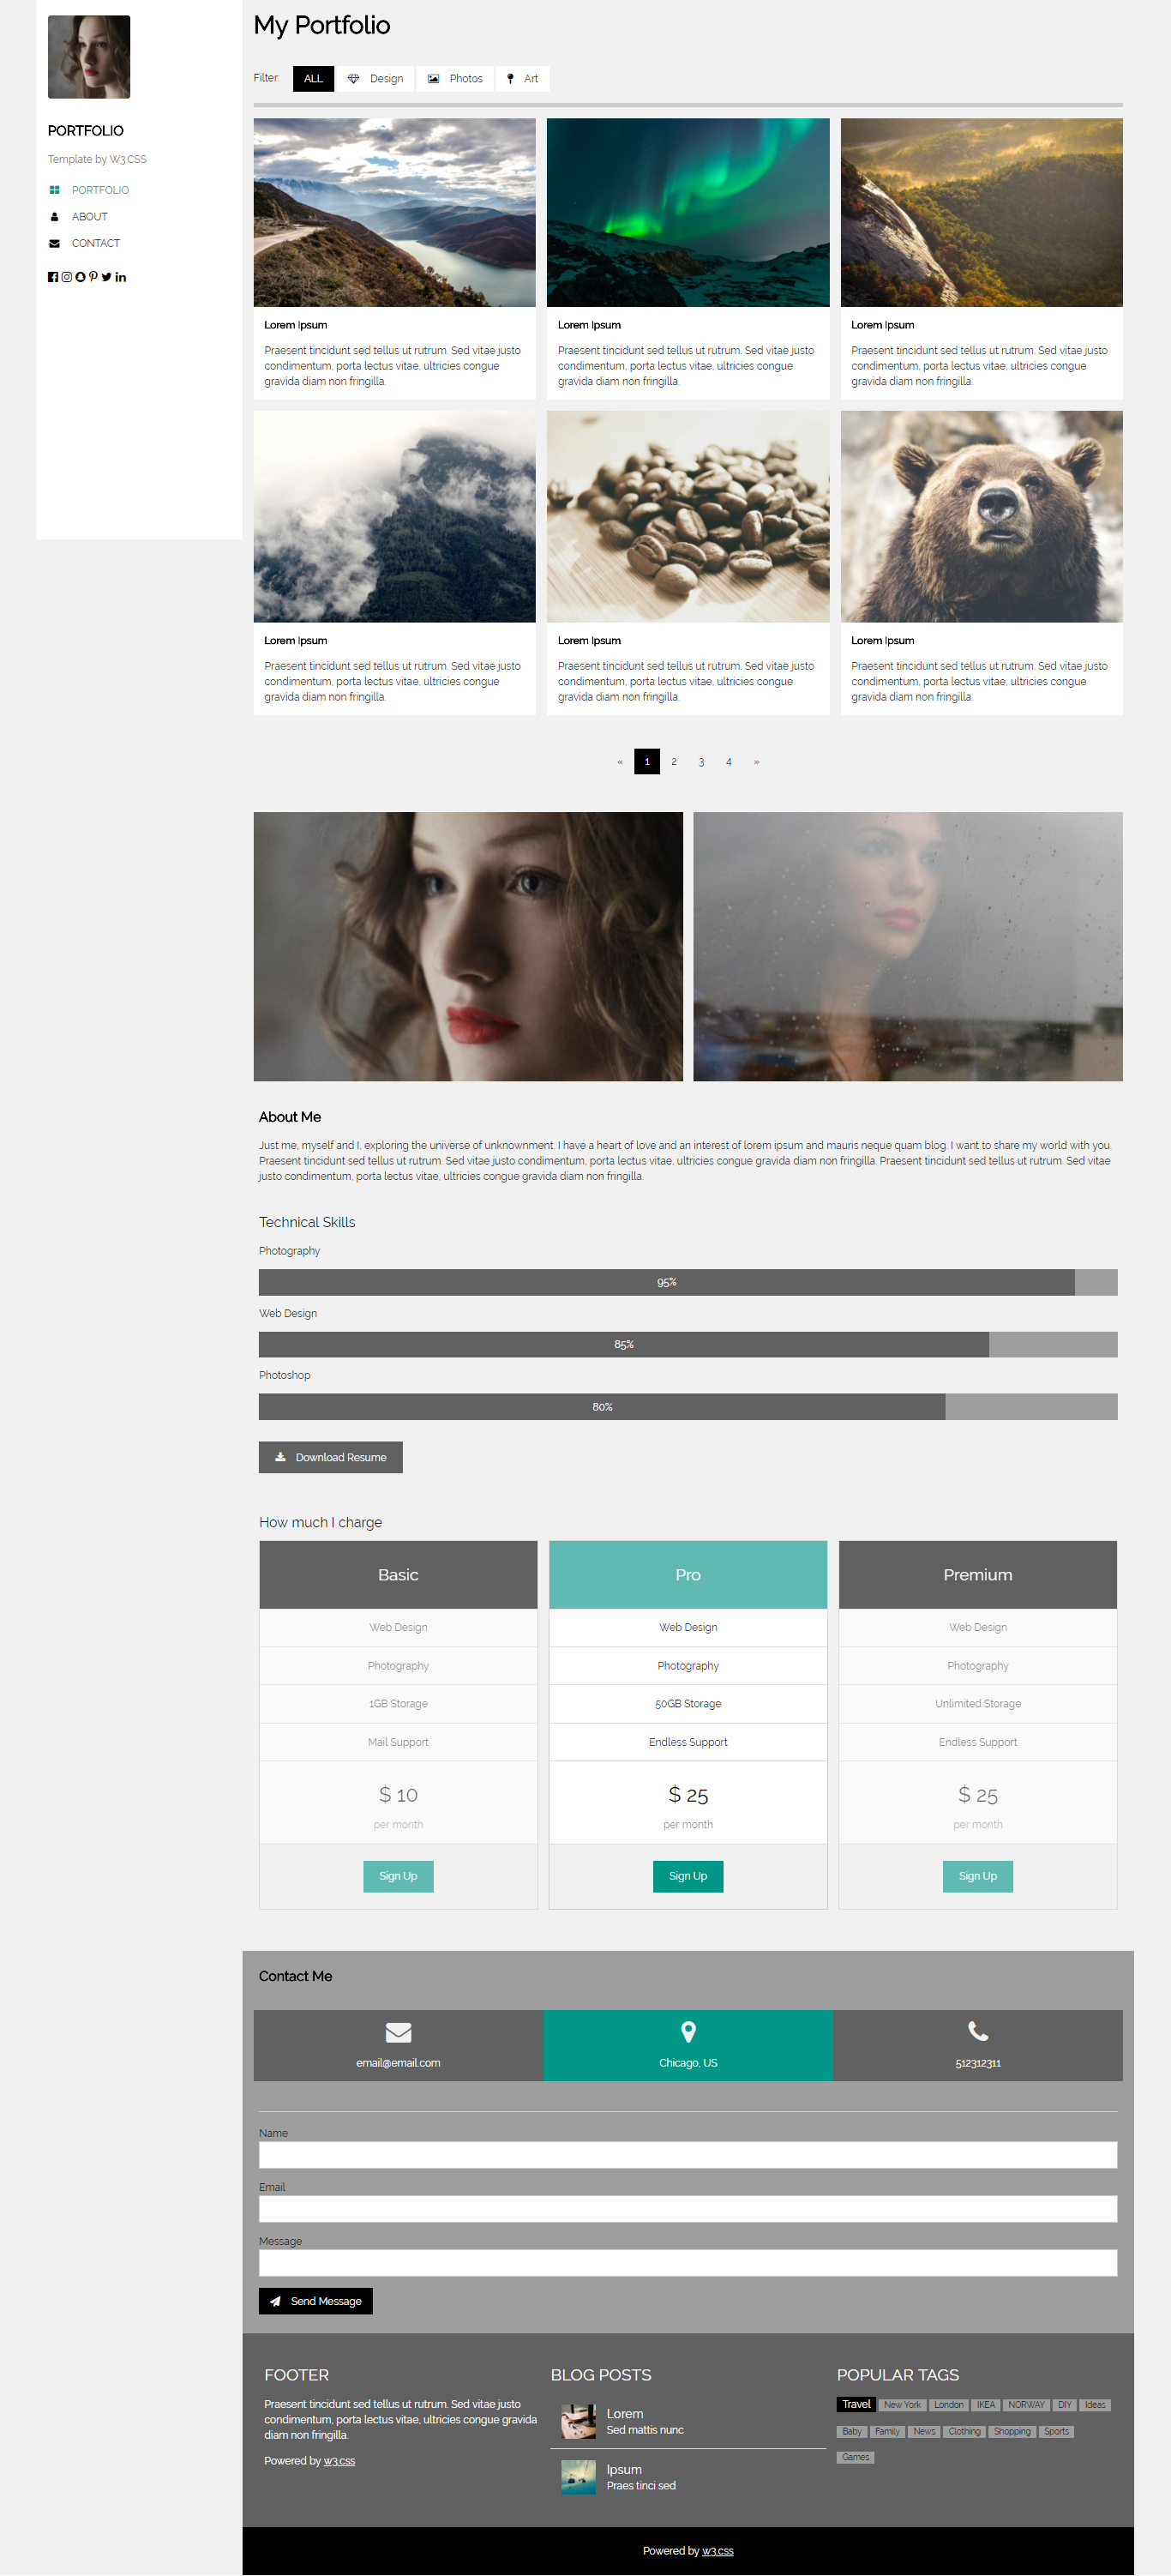 My Portfolio
PORTFOLIO
Template by W3.CSS
PORTFOLIO
ABOUT
CONTACT
Filter: ALL Design Photos Art
Lorem Ipsum
Praesent tincidunt sed tellus ut rutrum. Sed vitae justo
condimentum, porta lectus vitae, ultricies congue
gravida diam non fringilla.
Lorem Ipsum
Praesent tincidunt sed tellus ut rutrum. Sed vitae justo
condimentum, porta lectus vitae, ultricies congue
gravida diam non fringilla.
Lorem Ipsum
Praesent tincidunt sed tellus ut rutrum. Sed vitae justo
condimentum, porta lectus vitae, ultricies congue
gravida diam non fringilla.
Lorem Ipsum
Praesent tincidunt sed tellus ut rutrum. Sed vitae justo
condimentum, porta lectus vitae, ultricies congue
gravida diam non fringilla.
Lorem Ipsum
Praesent tincidunt sed tellus ut rutrum. Sed vitae justo
condimentum, porta lectus vitae, ultricies congue
gravida diam non fringilla.
Lorem Ipsum
Praesent tincidunt sed tellus ut rutrum. Sed vitae justo
condimentum, porta lectus vitae, ultricies congue
gravida diam non fringilla.
« 1 2 3 4 »
About Me
Just me, myself and I, exploring the universe of unknownment. I have a heart of love and an interest of lorem ipsum and mauris neque quam blog. I want to share my world with you.
Praesent tincidunt sed tellus ut rutrum. Sed vitae justo condimentum, porta lectus vitae, ultricies congue gravida diam non fringilla. Praesent tincidunt sed tellus ut rutrum. Sed vitae
justo condimentum, porta lectus vitae, ultricies congue gravida diam non fringilla.
Technical Skills
Photography
95%
Web Design
85%
Photoshop
80%
Download Resume
How much I charge
Basic
Web Design
Photography
1GB Storage
Mail Support
$ 10
per month
Sign Up
Pro
Web Design
Photography
50GB Storage
Endless Support
$ 25
per month
Sign Up
Premium
Web Design
Photography
Unlimited Storage
Endless Support
$ 25
per month
Sign Up
Contact Me
email@email.com
Chicago, US
512312311
Name
Email
Message
Send Message
FOOTER
Praesent tincidunt sed tellus ut rutrum. Sed vitae justo
condimentum, porta lectus vitae, ultricies congue gravida
diam non fringilla.
Powered by w3.css
BLOG POSTS
Lorem
Sed mattis nunc
Ipsum
Praes tinci sed
POPULAR TAGS
Travel New York London IKEA NORWAY DIY Ideas
Baby Family News Clothing Shopping Sports
Games
Powered by w3.css